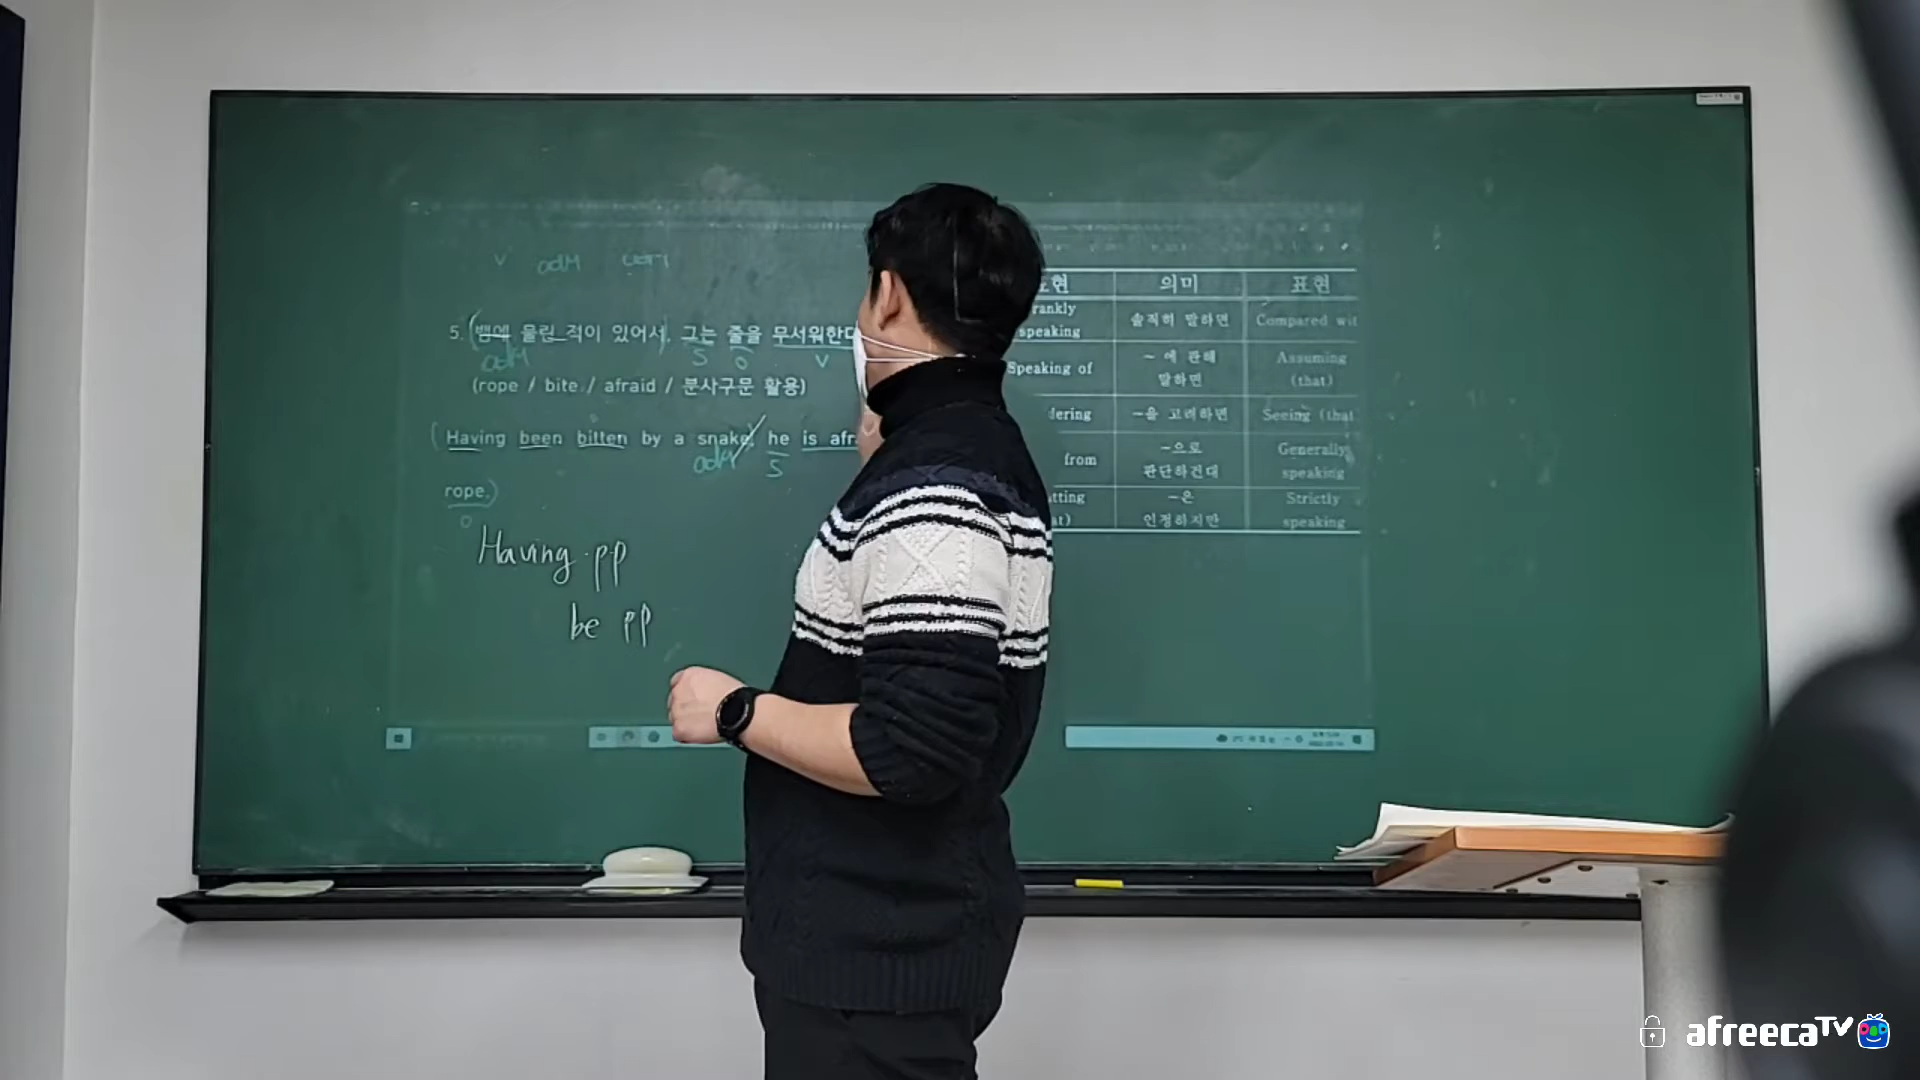 v adM
5. (뱀에 물린 적이 있어서), 그는 줄을 무서워한다
adM S O V
(rope / bite / afraid / 분사구문 활용)
(Having been bitten by a snake), he is afr
adM S
rope.)
O
Having pp
be pp
의미 표현
speaking 솔직히 말하면 Compared wit
Speaking of ~에 관해 말하면 Assuming (that)
~을 고려하면 Seeing (that
from ~으로 판단하건대 Generally speaking
~은 인정하지만 Strictly speaking
afreecaTV